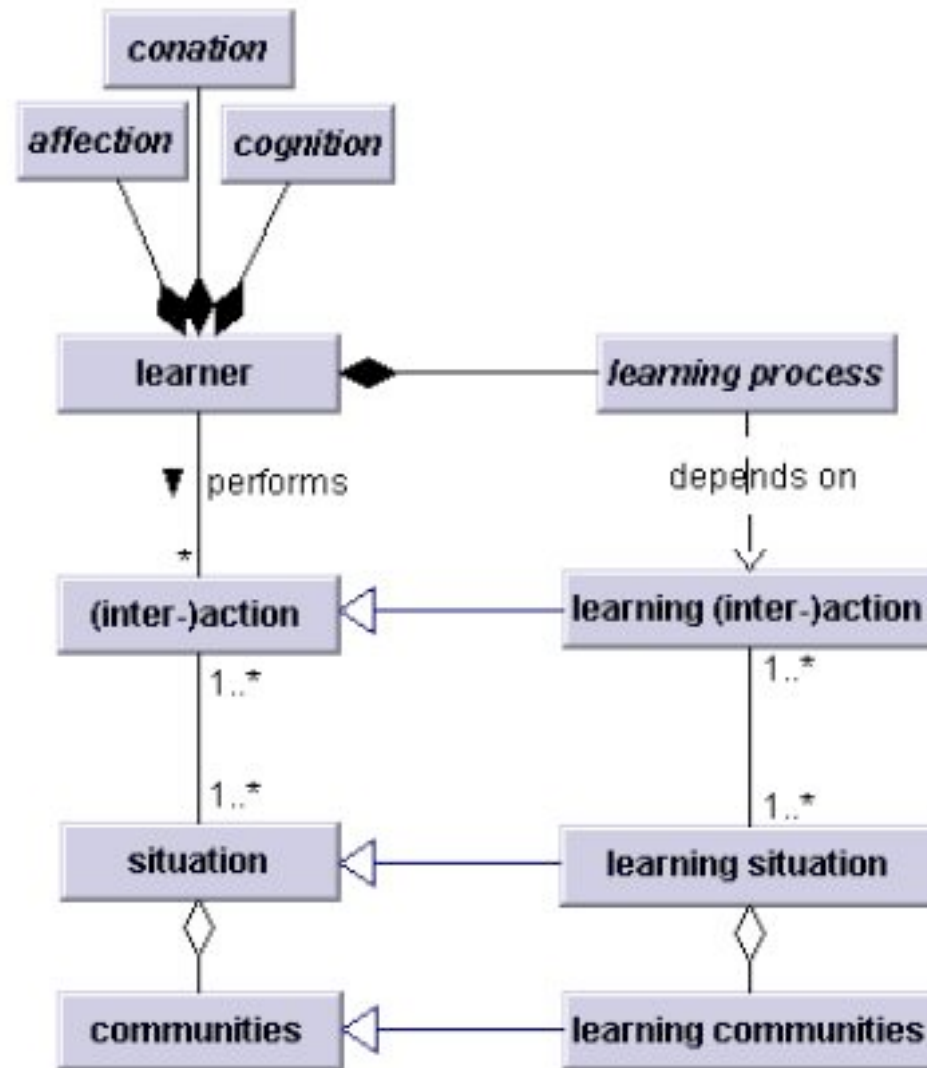 conation
affection
cognition
learner
learning process
performs
depends on
*
(inter-)action
learning (inter-)action
1..*
1..*
1..*
1..*
situation
learning situation
communities
learning communities